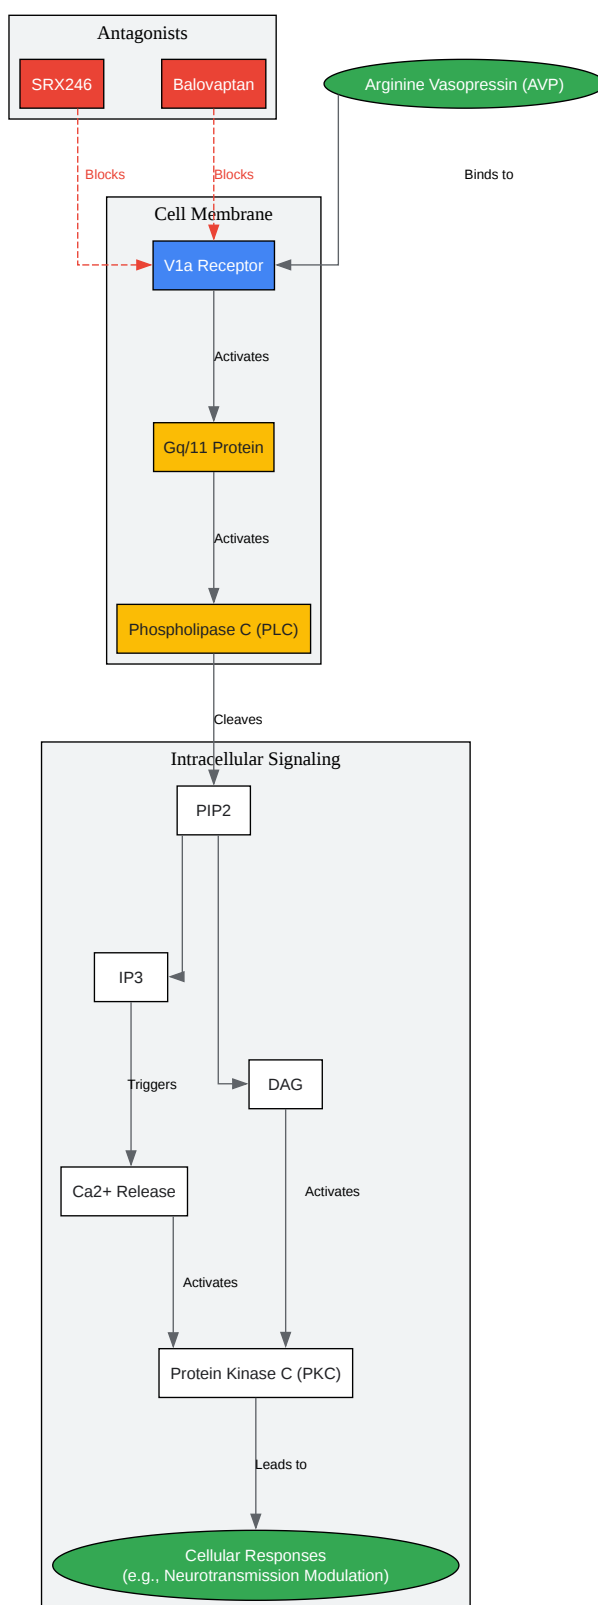 Antagonists
SRX246
Balovaptan
Arginine Vasopressin (AVP)
Blocks
Blocks
Binds to
Cell Membrane
V1a Receptor
Activates
Gq/11 Protein
Activates
Phospholipase C (PLC)
Cleaves
Intracellular Signaling
PIP2
IP3
Triggers
DAG
Ca2+ Release
Activates
Activates
Protein Kinase C (PKC)
Leads to
Cellular Responses
(e.g., Neurotransmission Modulation)